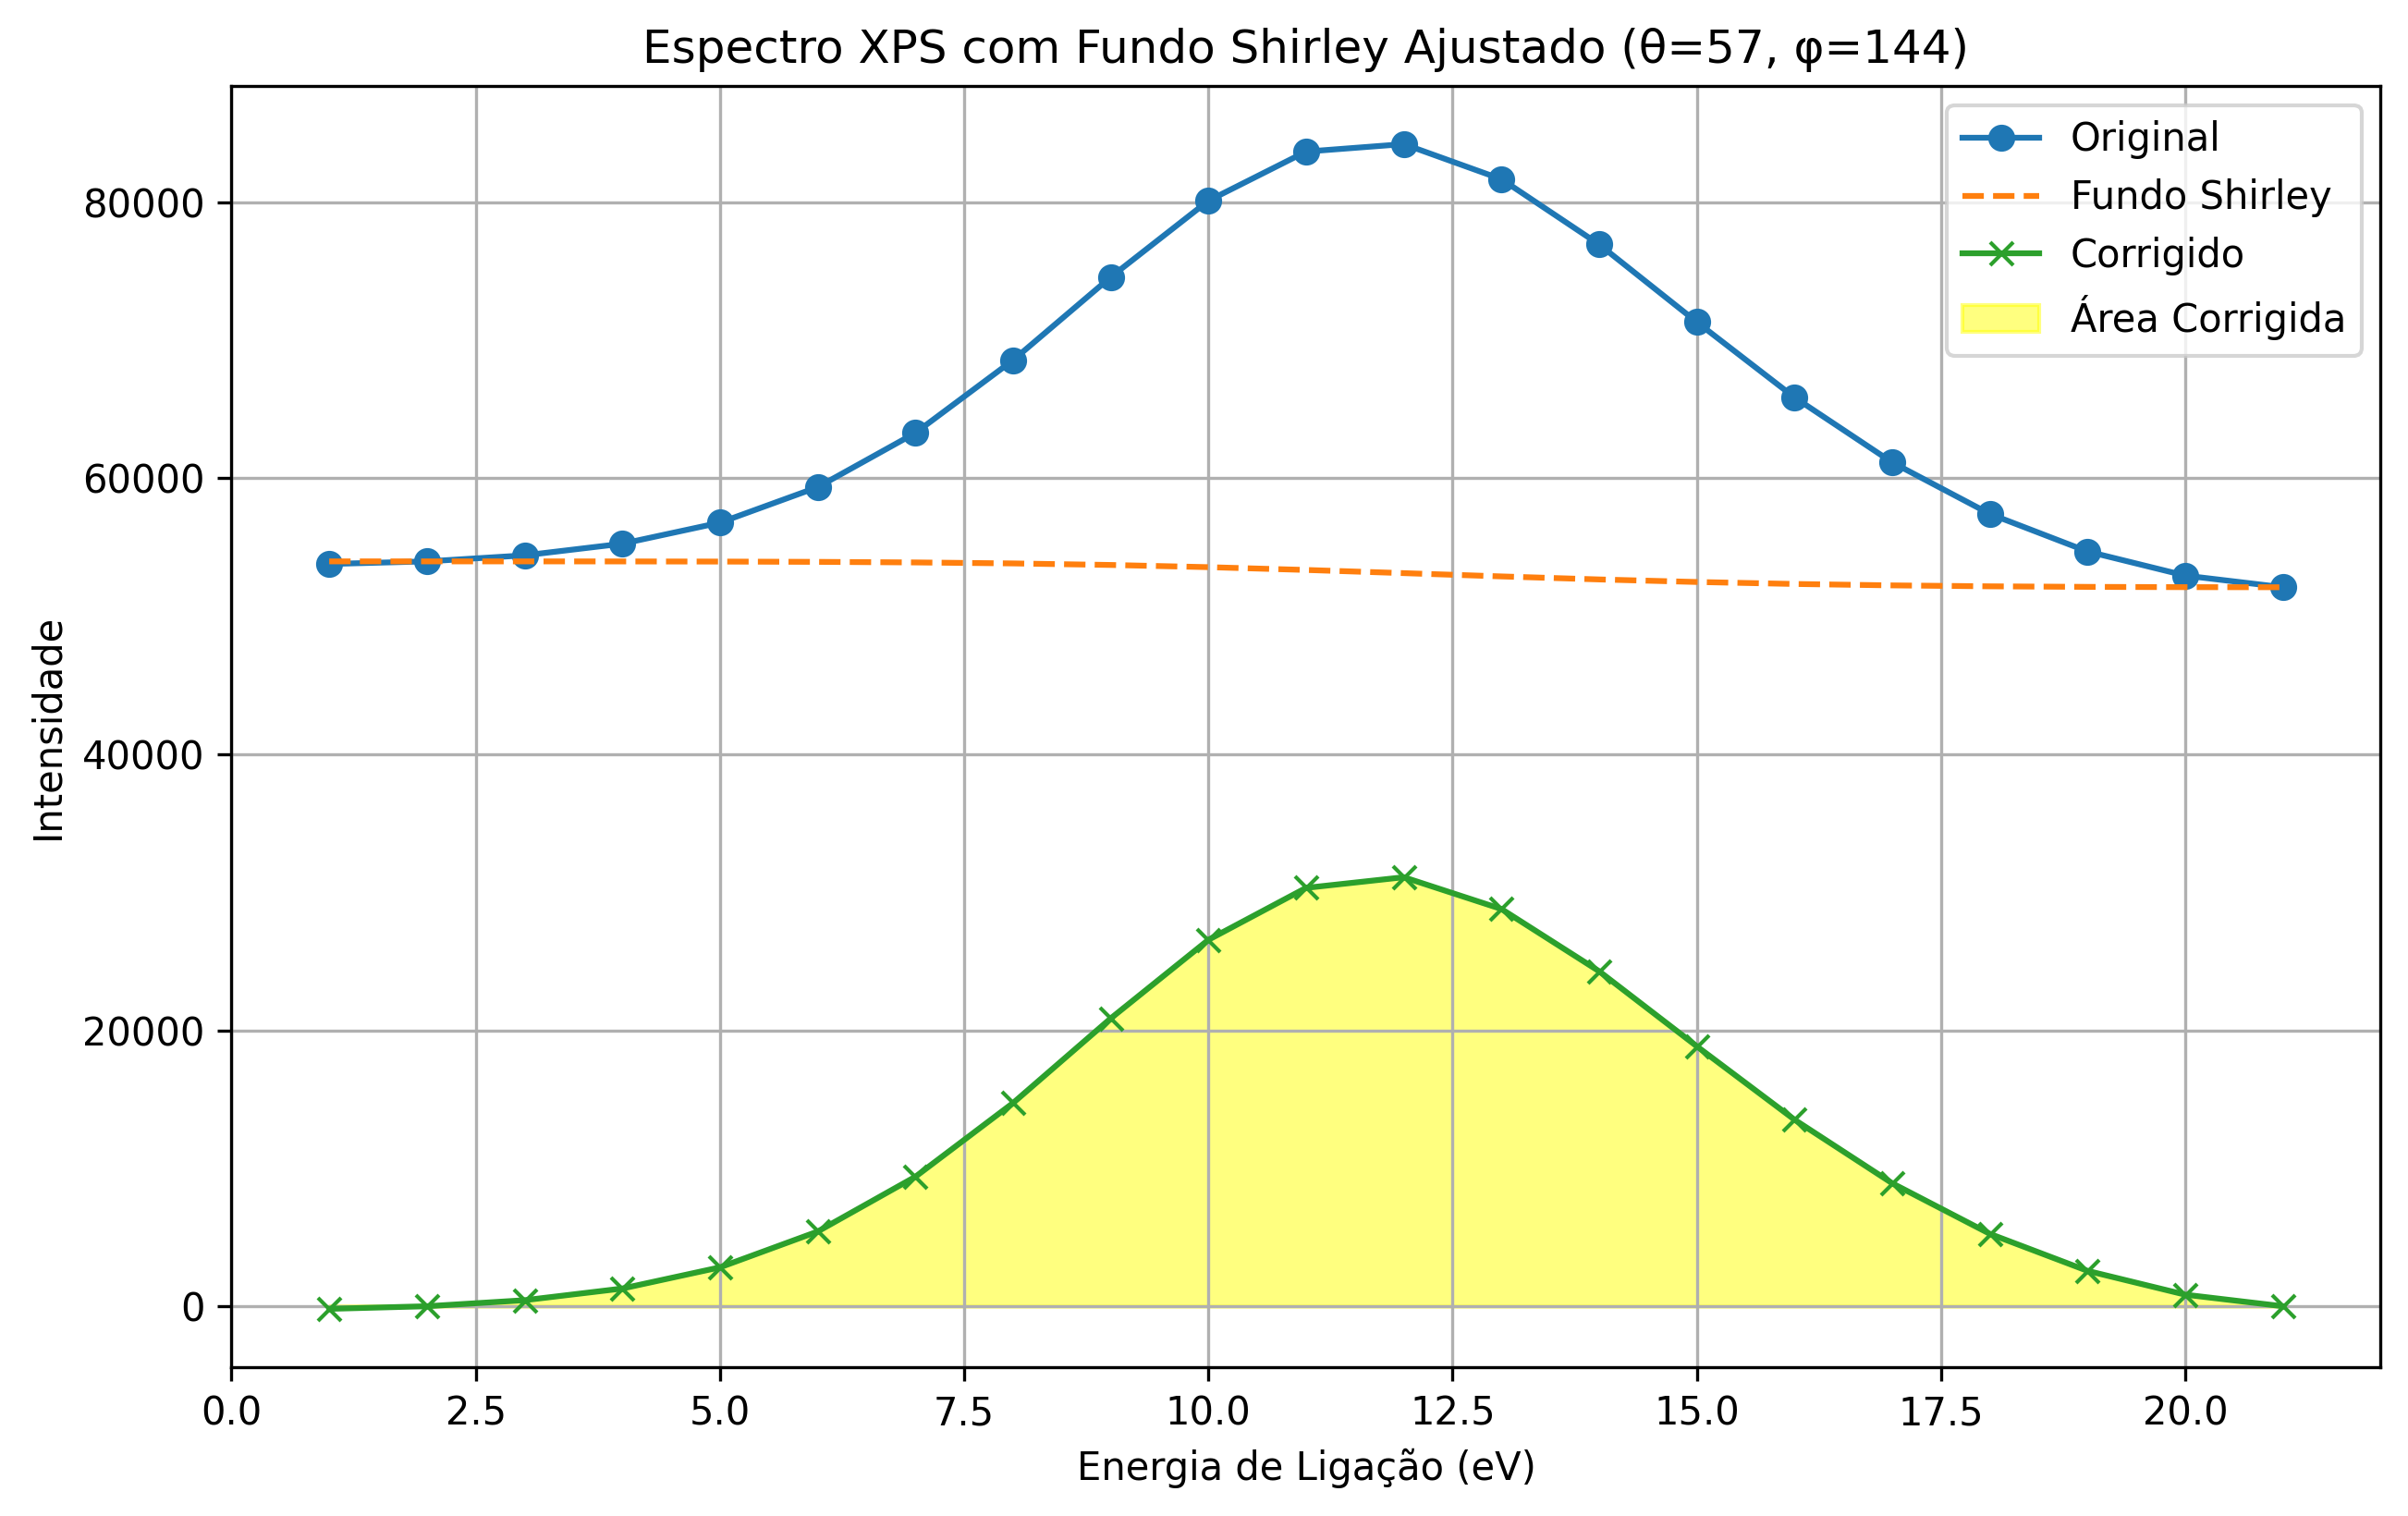 Espectro XPS com Fundo Shirley Ajustado (θ=57, φ=144)
Original
Fundo Shirley
Corrigido
Área Corrigida
80000
60000
40000
20000
0
Intensidade
0.0 2.5 5.0 7.5 10.0 12.5 15.0 17.5 20.0
Energia de Ligação (eV)